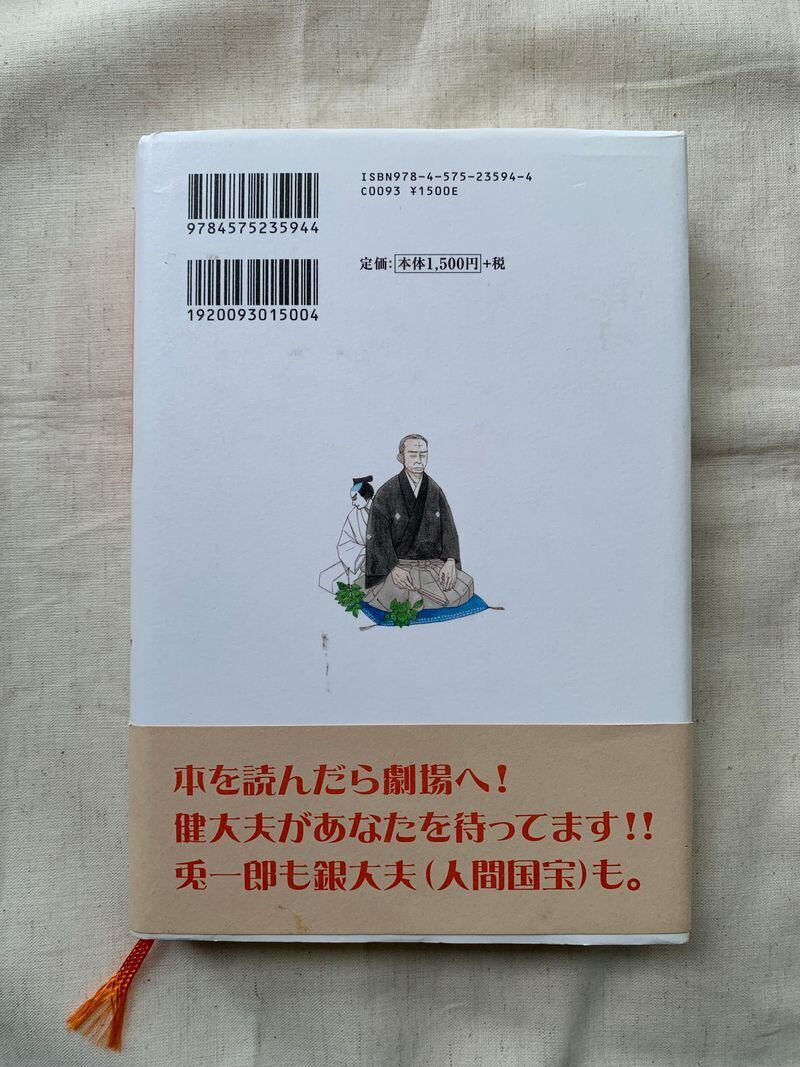 ISBN978-4-575-23594-4
C0093 ¥1500E
9784575235944
定価:本体1,500円+税
1920093015004
本を読んだら劇場へ!
健大夫があなたを待ってます!!
兎一郎も銀大夫(人間国宝)も。